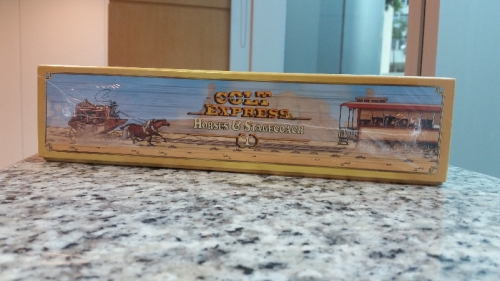 COLT
EXPRESS
HORSES & STAGECOACH